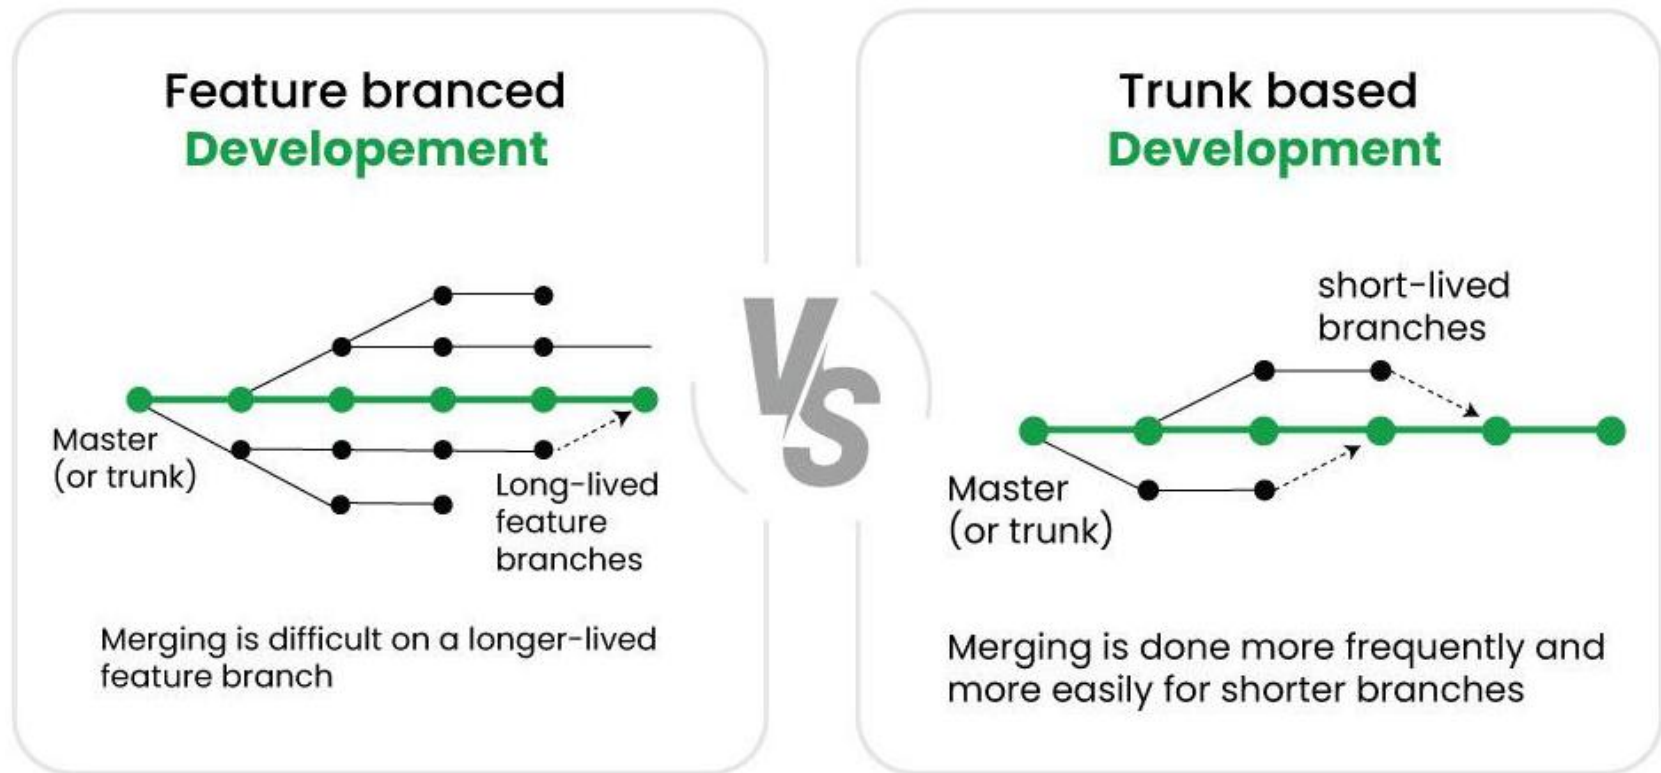 Feature branced
Developement
Master
(or trunk)
Long-lived
feature
branches
Merging is difficult on a longer-lived
feature branch
VS
Trunk based
Development
short-lived
branches
Master
(or trunk)
Merging is done more frequently and
more easily for shorter branches